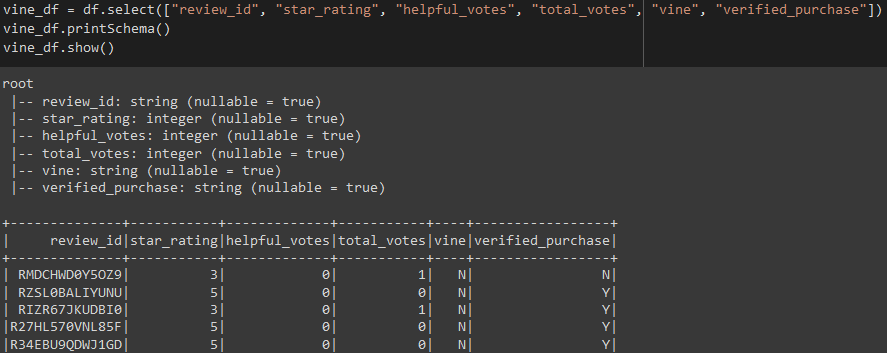 vine_df = df.select(["review_id", "star_rating", "helpful_votes", "total_votes", "vine", "verified_purchase"])
vine_df.printSchema()
vine_df.show()
root
 |-- review_id: string (nullable = true)
 |-- star_rating: integer (nullable = true)
 |-- helpful_votes: integer (nullable = true)
 |-- total_votes: integer (nullable = true)
 |-- vine: string (nullable = true)
 |-- verified_purchase: string (nullable = true)
+--------------+-----------+-------------+-----------+----+-----------------+
|     review_id|star_rating|helpful_votes|total_votes|vine|verified_purchase|
+--------------+-----------+-------------+-----------+----+-----------------+
| RMDCHWD0Y5OZ9|          3|            0|          1|   N|                N|
| RZSL0BALIYUNU|          5|            0|          0|   N|                Y|
| RIZR67JKUDBI0|          3|            0|          1|   N|                Y|
|R27HL570VNL85F|          5|            0|          0|   N|                Y|
|R34EBU9QDWJ1GD|          5|            0|          0|   N|                Y|